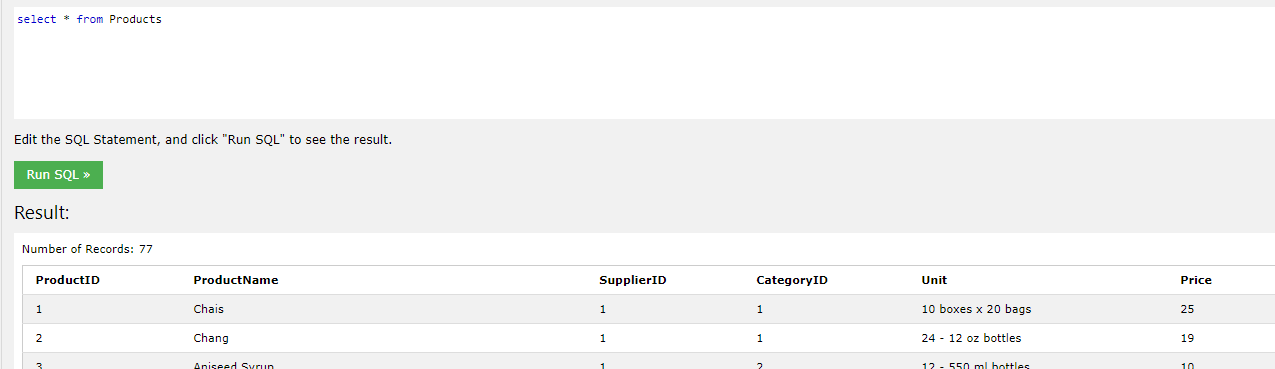 select * from Products
Edit the SQL Statement, and click "Run SQL" to see the result.
Run SQL »
Result:
Number of Records: 77
ProductID ProductName SupplierID CategoryID Unit Price
1 Chais 1 1 10 boxes x 20 bags 25
2 Chang 1 1 24 - 12 oz bottles 19
3 Aniseed Syrup 1 2 12 - 550 ml bottles 10